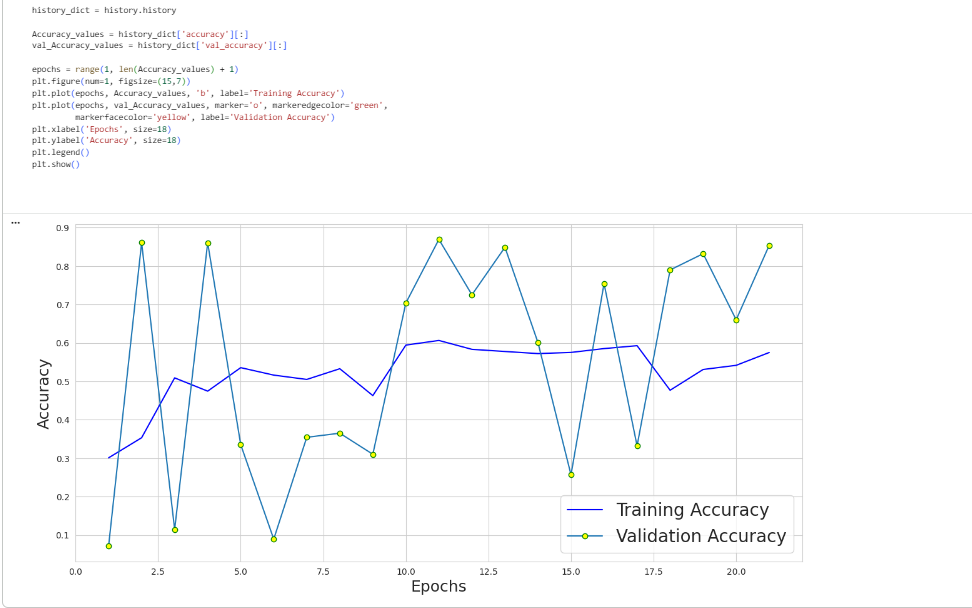 history_dict = history.history
Accuracy_values = history_dict['accuracy'][:]
val_Accuracy_values = history_dict['val_accuracy'][:]
epochs = range(1, len(Accuracy_values) + 1)
plt.figure(num=1, figsize=(15,7))
plt.plot(epochs, Accuracy_values, 'b', label='Training Accuracy')
plt.plot(epochs, val_Accuracy_values, marker='o', markeredgecolor='green',
markerfacecolor='yellow', label='Validation Accuracy')
plt.xlabel('Epochs', size=18)
plt.ylabel('Accuracy', size=18)
plt.legend()
plt.show()
...
0.9
0.8
0.7
0.6
0.5
0.4
0.3
0.2
0.1
Accuracy
Training Accuracy
Validation Accuracy
0.0 2.5 5.0 7.5 10.0 12.5 15.0 17.5 20.0
Epochs